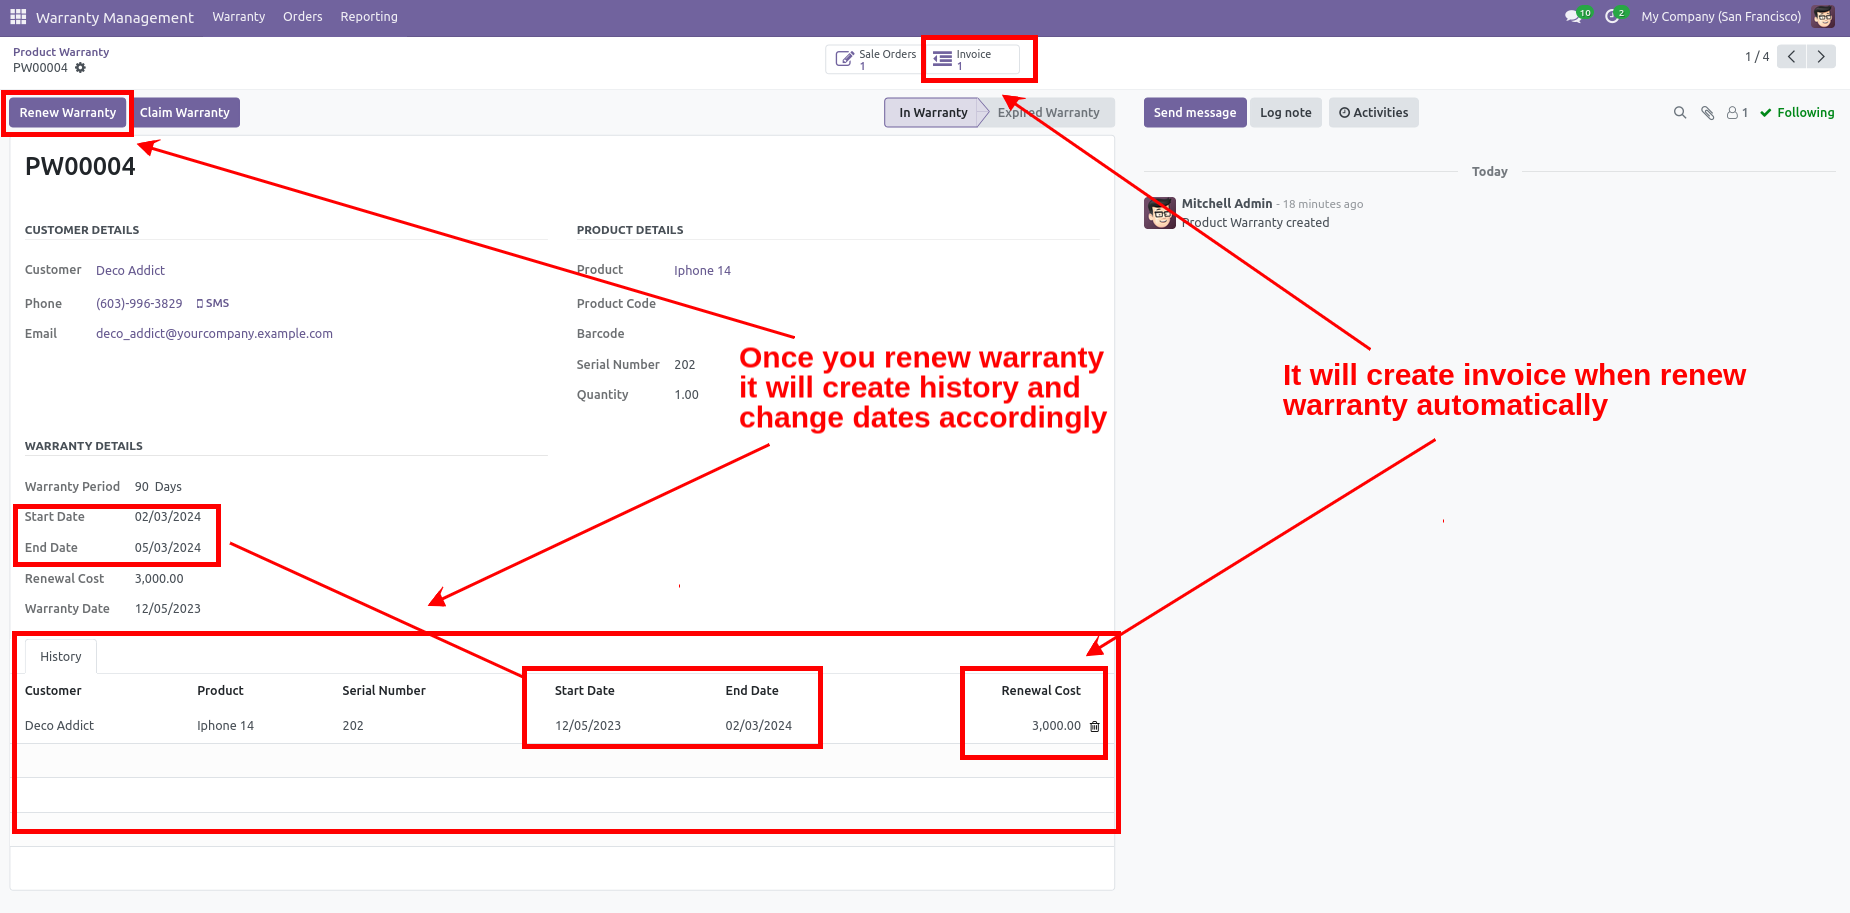 Warranty Management Warranty Orders Reporting 10 2 My Company (San Francisco)
Product Warranty
PW00004
Sale Orders
1
Invoice
1
1 / 4
Renew Warranty Claim Warranty In Warranty Expired Warranty Send message Log note Activities 1 Following
PW00004
Today
Mitchell Admin - 18 minutes ago
Product Warranty created
CUSTOMER DETAILS
Customer Deco Addict
Phone (603)-996-3829 SMS
Email deco_addict@yourcompany.example.com
PRODUCT DETAILS
Product Iphone 14
Product Code
Barcode
Serial Number 202
Quantity 1.00
Once you renew warranty
it will create history and
change dates accordingly
It will create invoice when renew
warranty automatically
WARRANTY DETAILS
Warranty Period 90 Days
Start Date 02/03/2024
End Date 05/03/2024
Renewal Cost 3,000.00
Warranty Date 12/05/2023
History
Customer Product Serial Number Start Date End Date Renewal Cost
Deco Addict Iphone 14 202 12/05/2023 02/03/2024 3,000.00